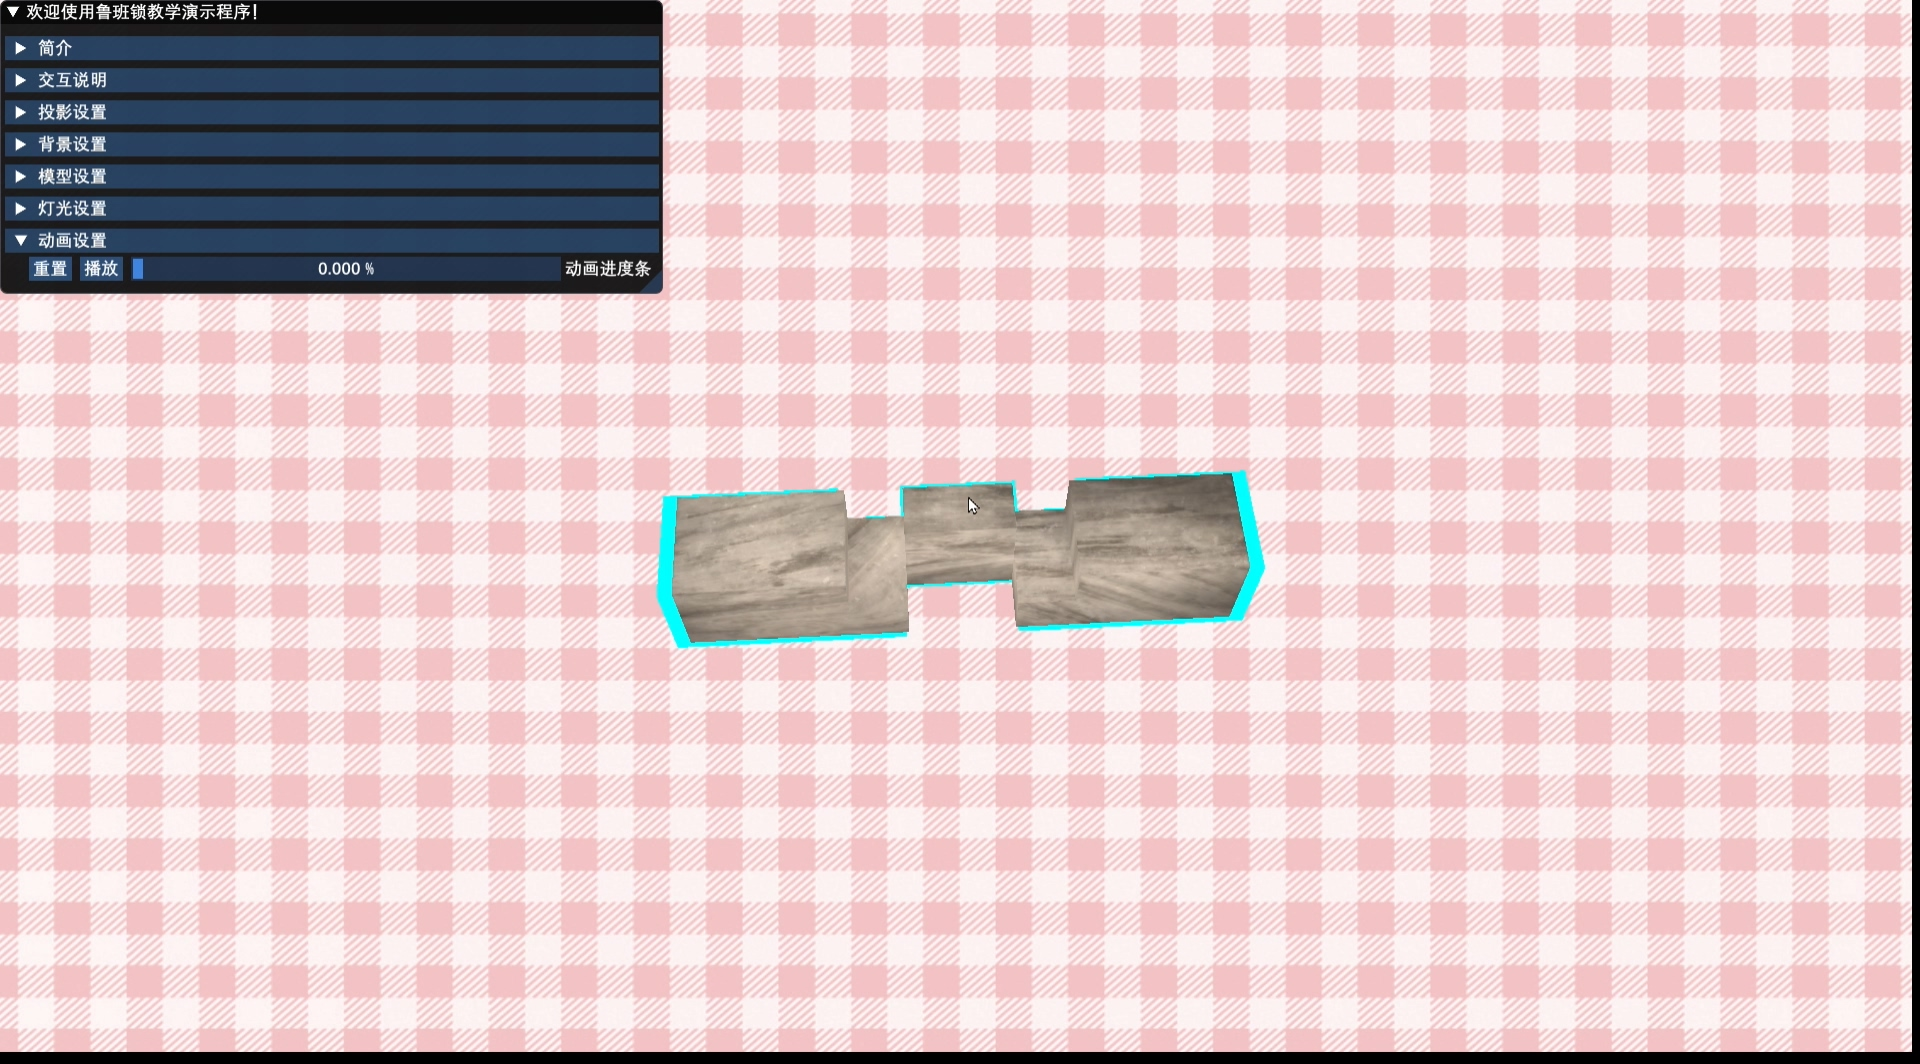 欢迎使用鲁班锁教学演示程序!
简介
交互说明
投影设置
背景设置
模型设置
灯光设置
动画设置
重置 播放 0.000 % 动画进度条